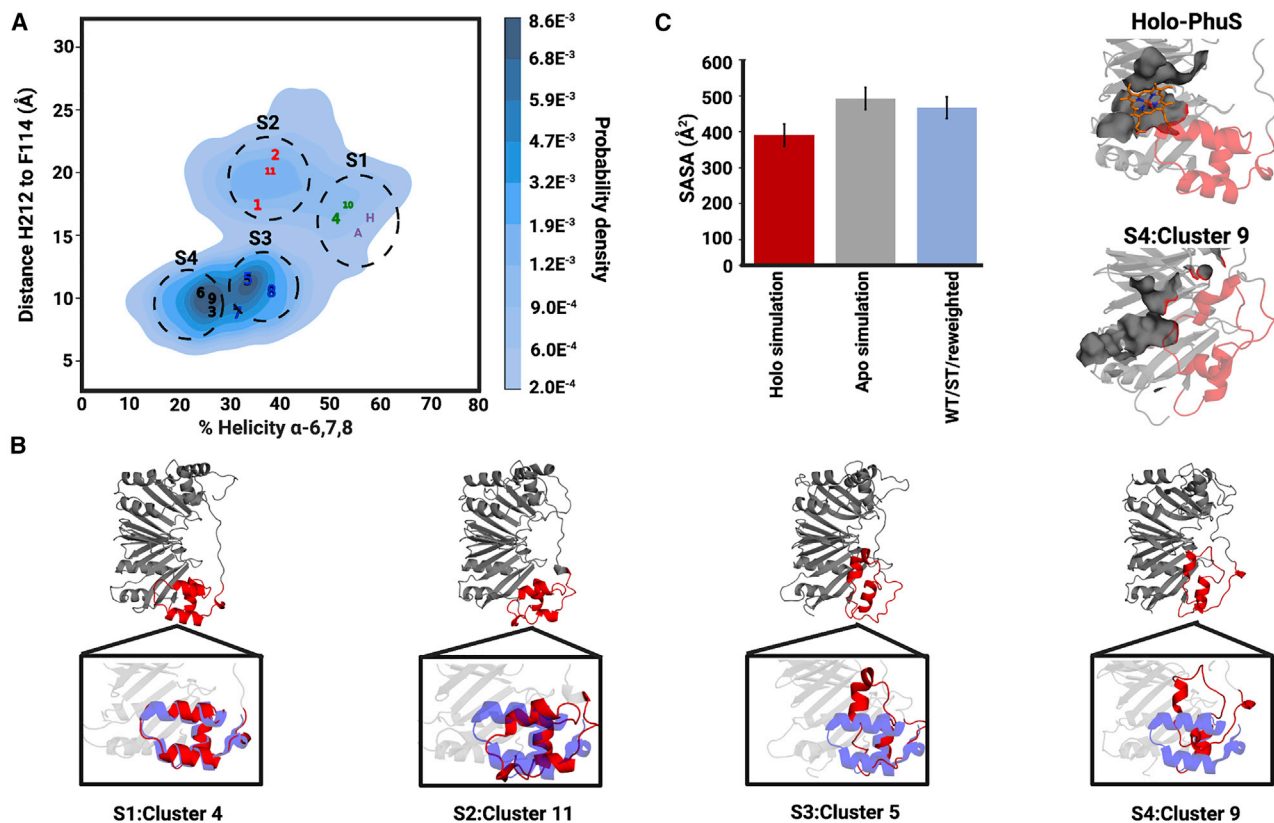 A
Distance H212 to F114 (Å)
30
25
20
15
10
5
0
10
20
30
40
50
60
70
80
% Helicity α-6,7,8
S2
2
11
1
S1
10
4
H
A
S3
5
8
7
S4
6
9
3
8.6E⁻³
6.8E⁻³
5.9E⁻³
4.7E⁻³
3.2E⁻³
1.9E⁻³
1.2E⁻³
9.0E⁻⁴
6.0E⁻⁴
2.0E⁻⁴
Probability density
C
SASA (Å²)
600
500
400
300
200
100
0
Holo simulation
Apo simulation
WT/ST/reweighted
Holo-PhuS
S4:Cluster 9
B
S1:Cluster 4
S2:Cluster 11
S3:Cluster 5
S4:Cluster 9